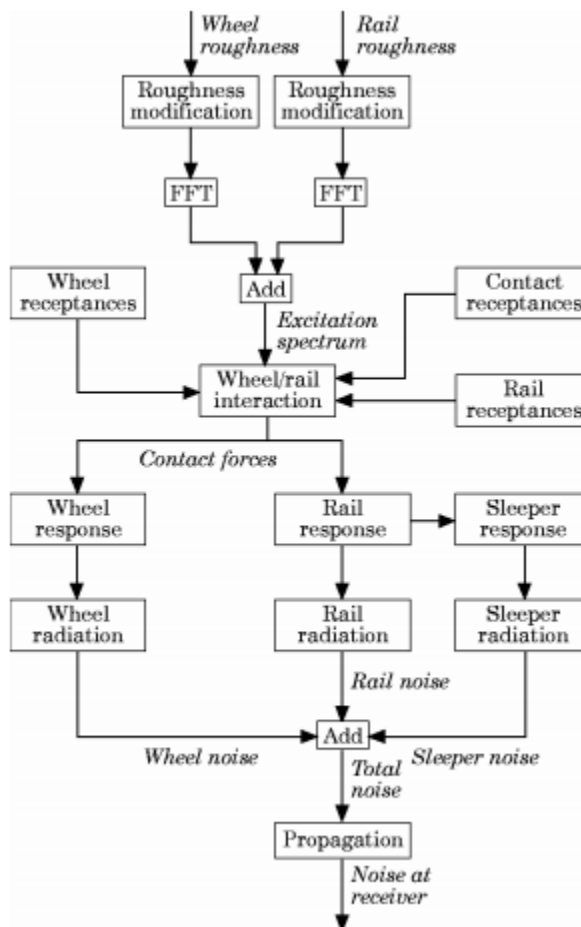 Wheel
roughness
Rail
roughness
Roughness
modification
Roughness
modification
FFT
FFT
Add
Wheel
receptances
Contact
receptances
Excitation
spectrum
Wheel/rail
interaction
Rail
receptances
Contact forces
Wheel
response
Rail
response
Sleeper
response
Wheel
radiation
Rail
radiation
Sleeper
radiation
Rail noise
Add
Wheel noise
Sleeper noise
Total
noise
Propagation
Noise at
receiver